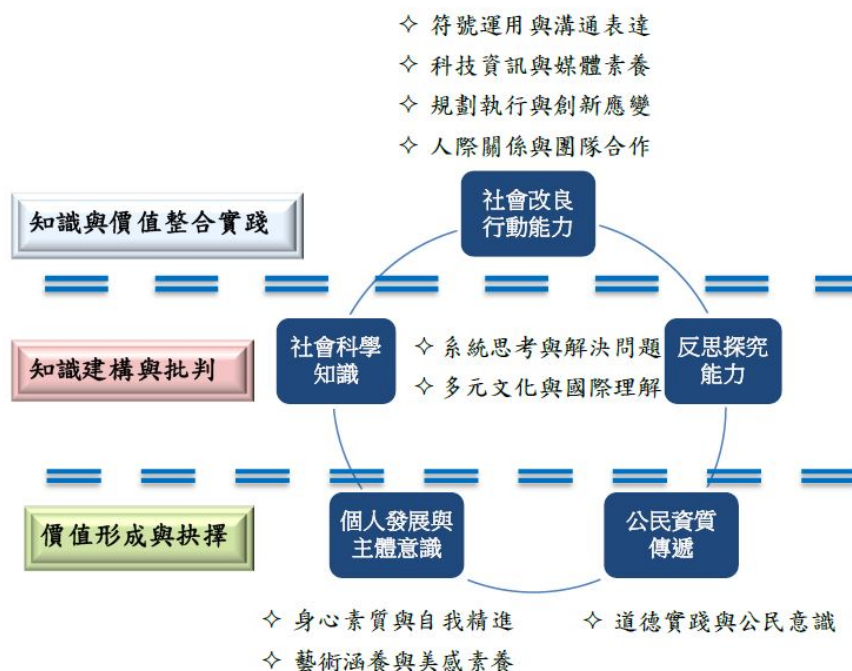 ✧ 符號運用與溝通表達
✧ 科技資訊與媒體素養
✧ 規劃執行與創新應變
✧ 人際關係與團隊合作
知識與價值整合實踐
社會改良
行動能力
知識建構與批判
社會科學
知識
✧ 系統思考與解決問題
✧ 多元文化與國際理解
反思探究
能力
價值形成與抉擇
個人發展與
主體意識
公民資質
傳遞
✧ 身心素質與自我精進
✧ 藝術涵養與美感素養
✧ 道德實踐與公民意識